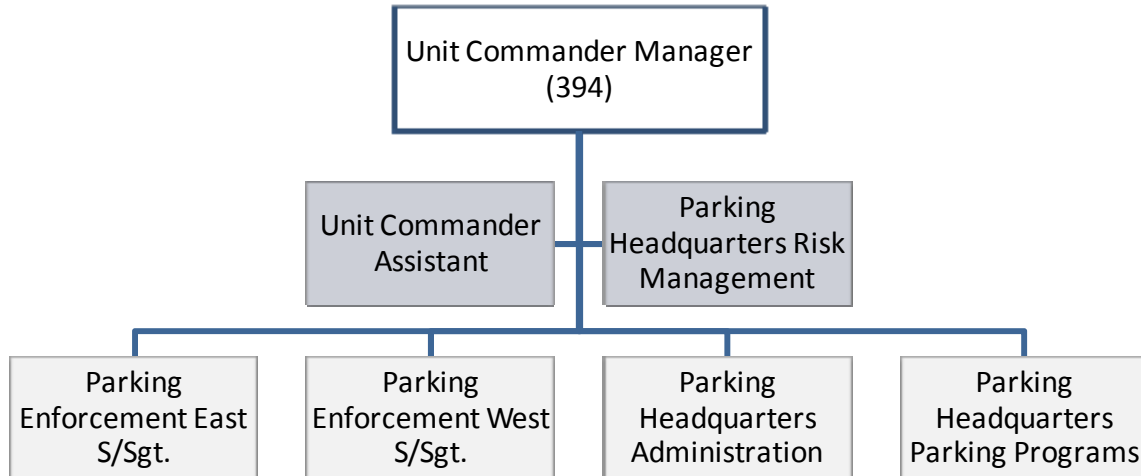 Unit Commander Manager
(394)
Unit Commander
Assistant
Parking
Headquarters Risk
Management
Parking
Enforcement East
S/Sgt.
Parking
Enforcement West
S/Sgt.
Parking
Headquarters
Administration
Parking
Headquarters
Parking Programs